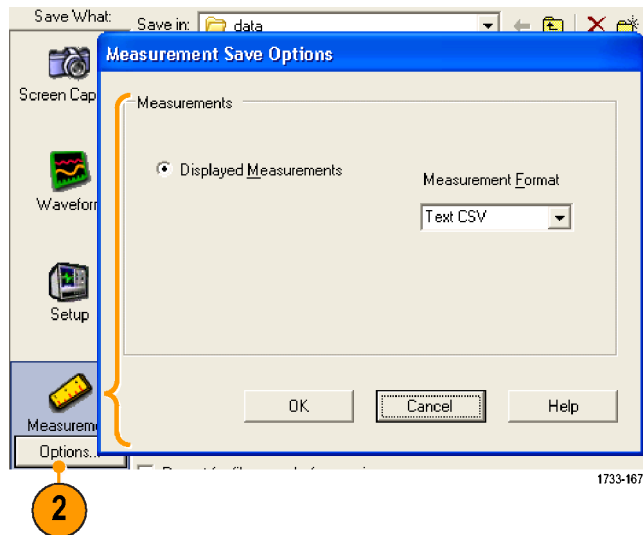 Save What:
Save in: data
Measurement Save Options
Screen Cap
Measurements
Displayed Measurements
Measurement Format
Text CSV
Wavefor
Setup
OK
Cancel
Help
Measurem
Options...
1733-167
2